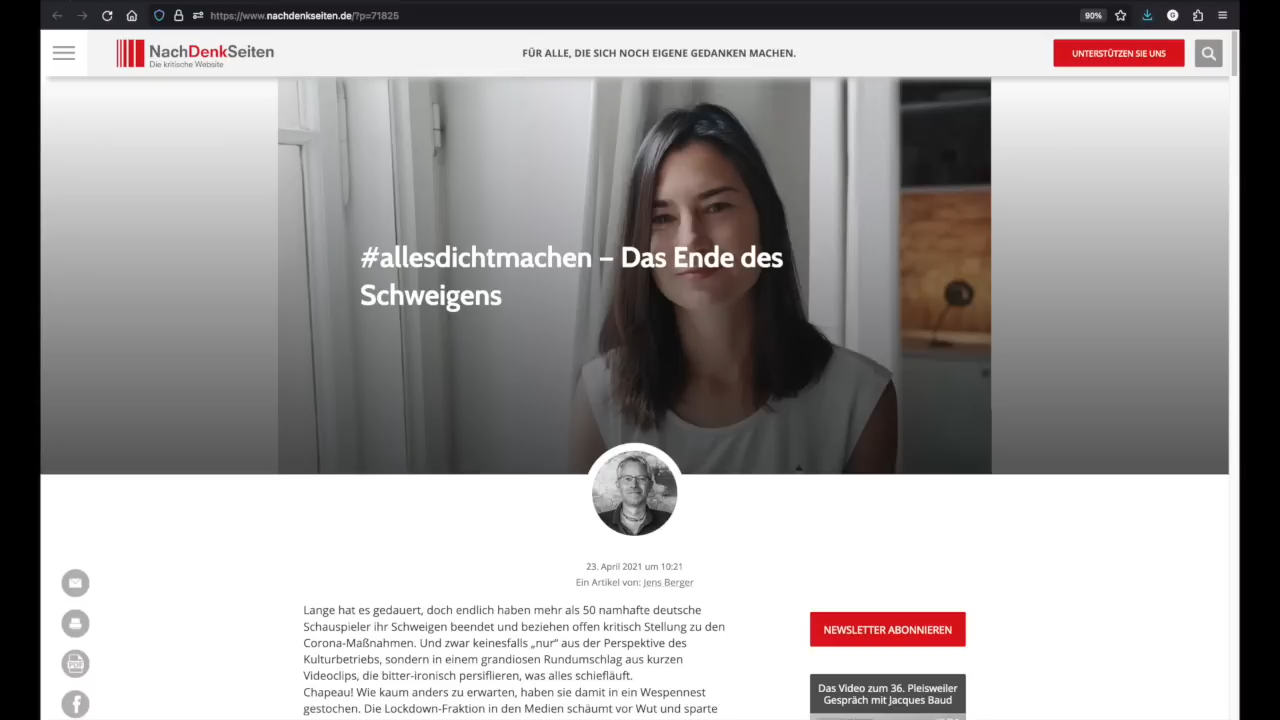 https://www.nachdenkseiten.de/?p=71825
90%
NachDenkSeiten
Die kritische Website
FÜR ALLE, DIE SICH NOCH EIGENE GEDANKEN MACHEN.
UNTERSTÜTZEN SIE UNS
#allesdichtmachen – Das Ende des
Schweigens
23. April 2021 um 10:21
Ein Artikel von: Jens Berger
Lange hat es gedauert, doch endlich haben mehr als 50 namhafte deutsche
Schauspieler ihr Schweigen beendet und beziehen offen kritisch Stellung zu den
Corona-Maßnahmen. Und zwar keinesfalls „nur“ aus der Perspektive des
Kulturbetriebs, sondern in einem grandiosen Rundumschlag aus kurzen
Videoclips, die bitter-ironisch persiflieren, was alles schiefläuft.
Chapeau! Wie kaum anders zu erwarten, haben sie damit in ein Wespennest
gestochen. Die Lockdown-Fraktion in den Medien schäumt vor Wut und sparte
PDF
NEWSLETTER ABONNIEREN
Das Video zum 36. Pleisweiler
Gespräch mit Jacques Baud